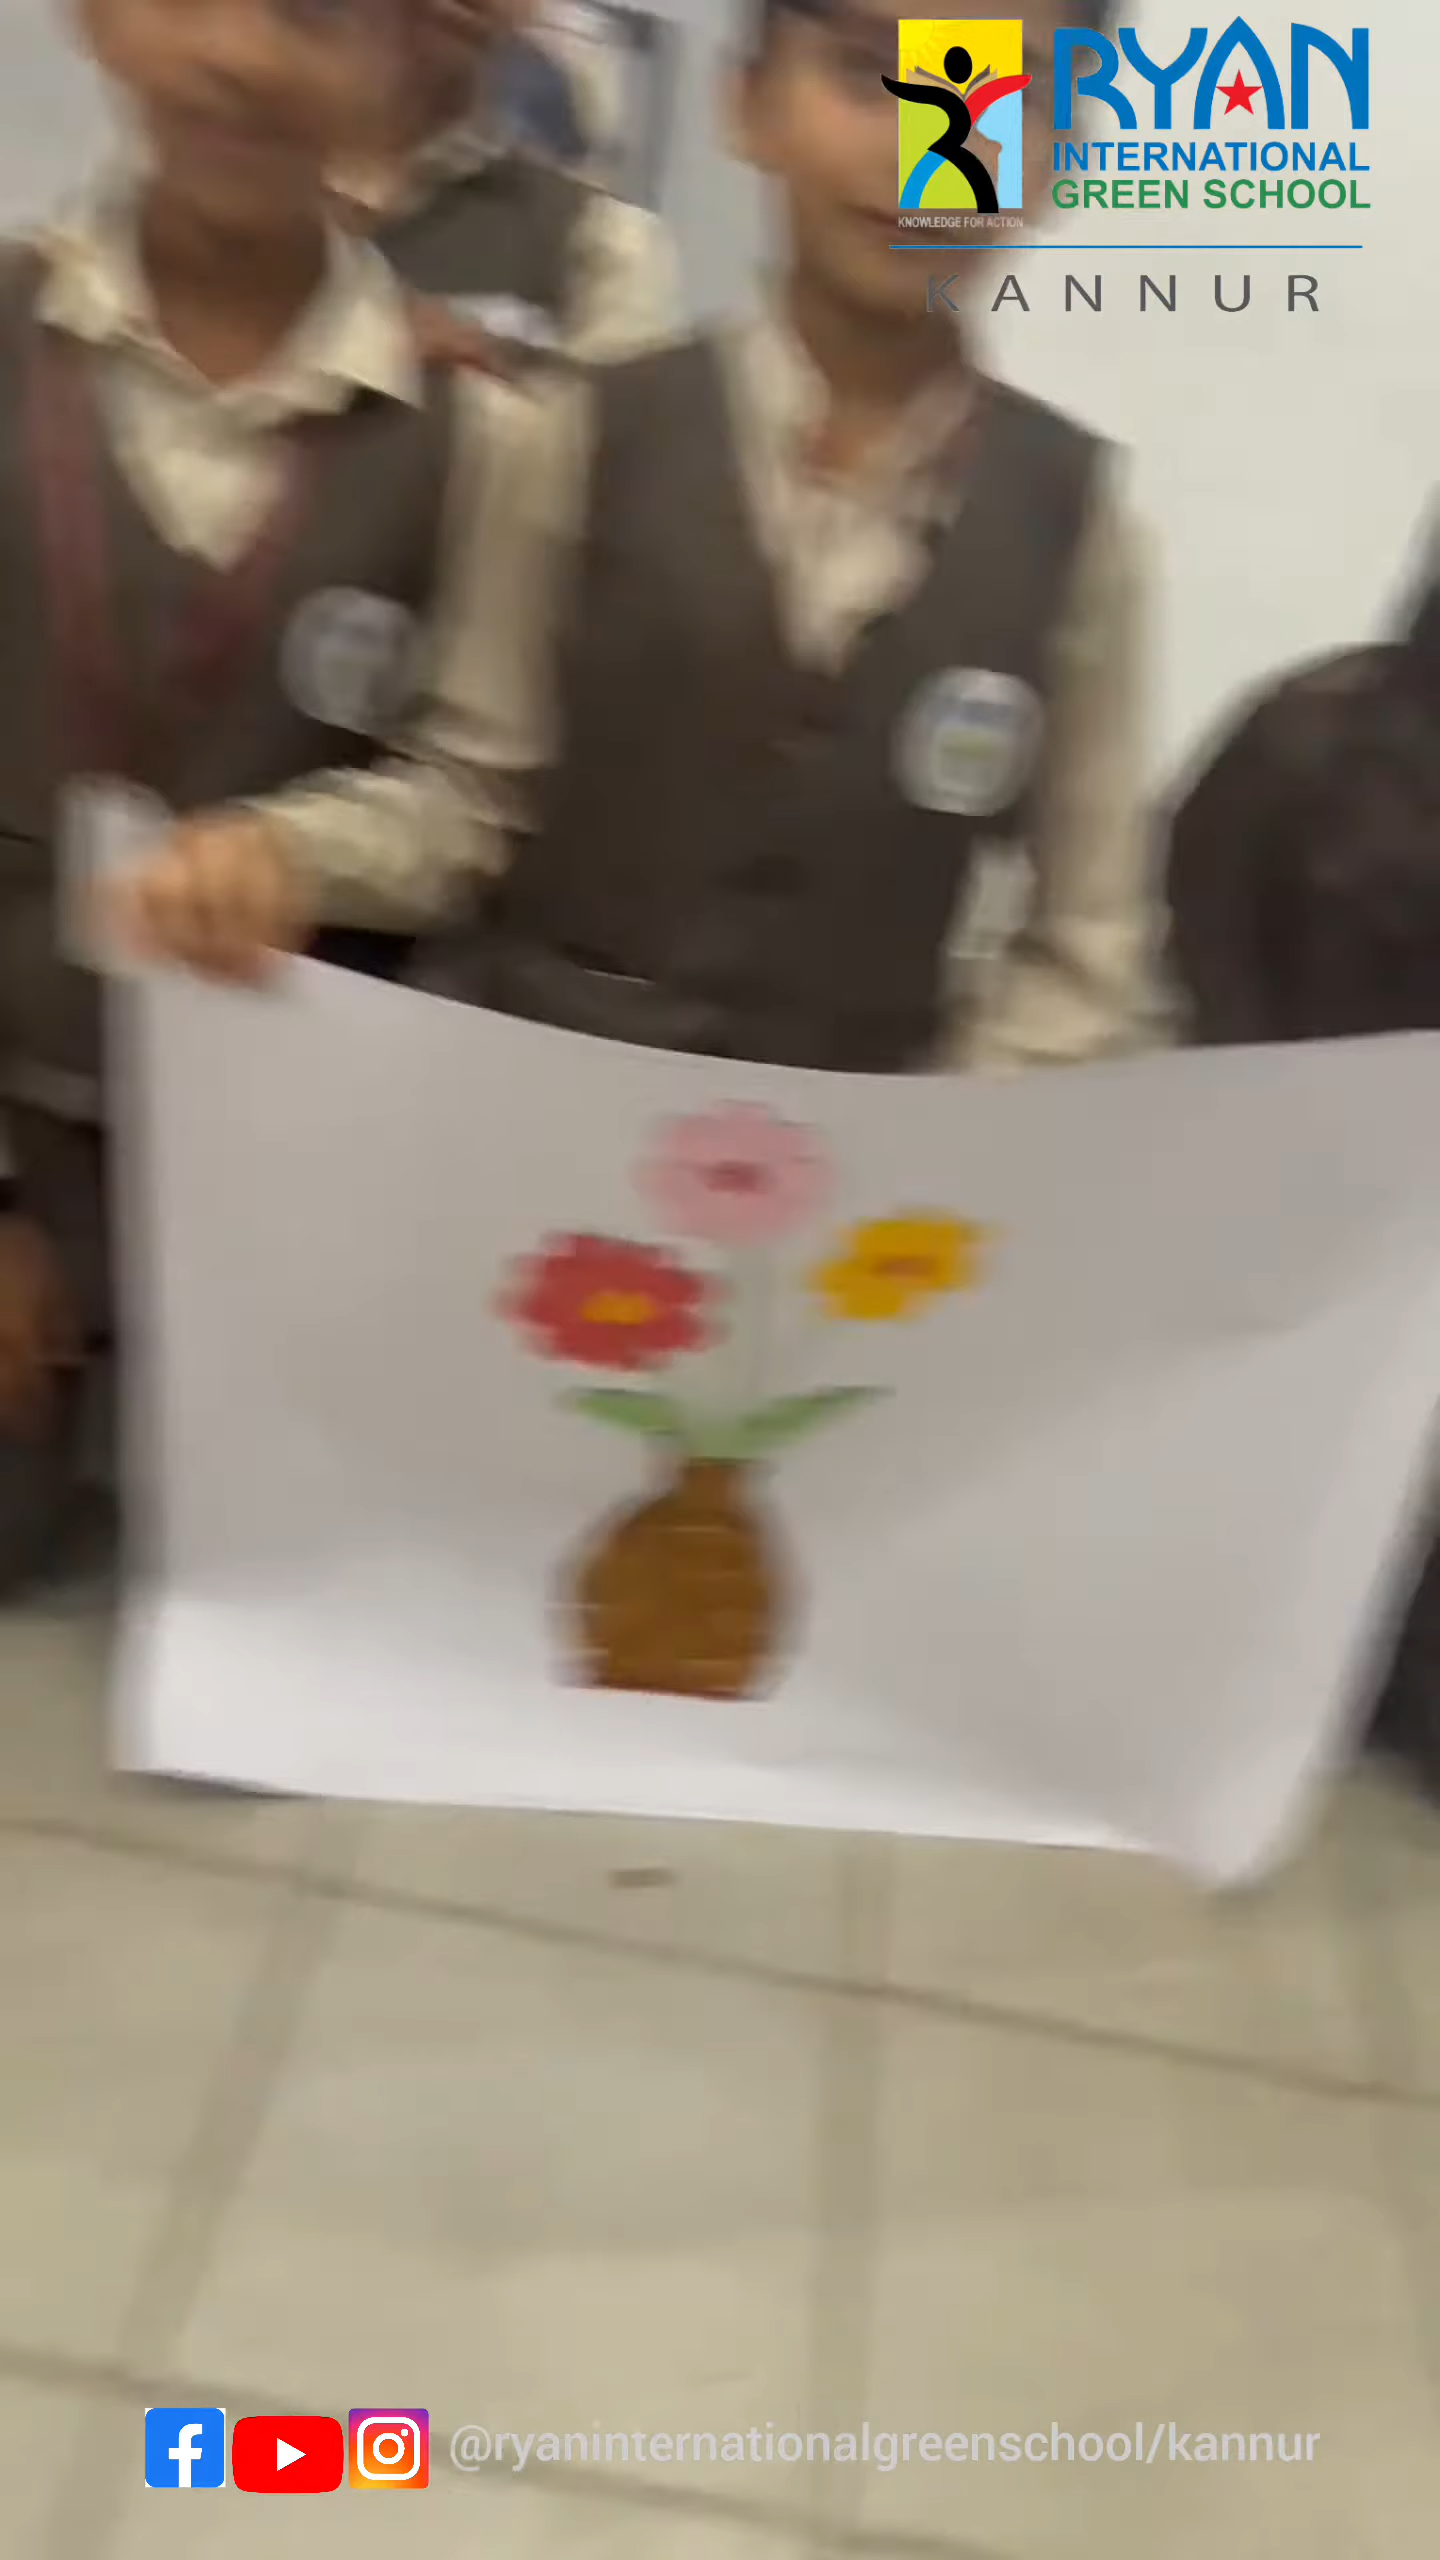 RYAN
INTERNATIONAL
GREEN SCHOOL
KNOWLEDGE FOR ACTION
KANNUR
@ryaninternationalgreenschool/kannur